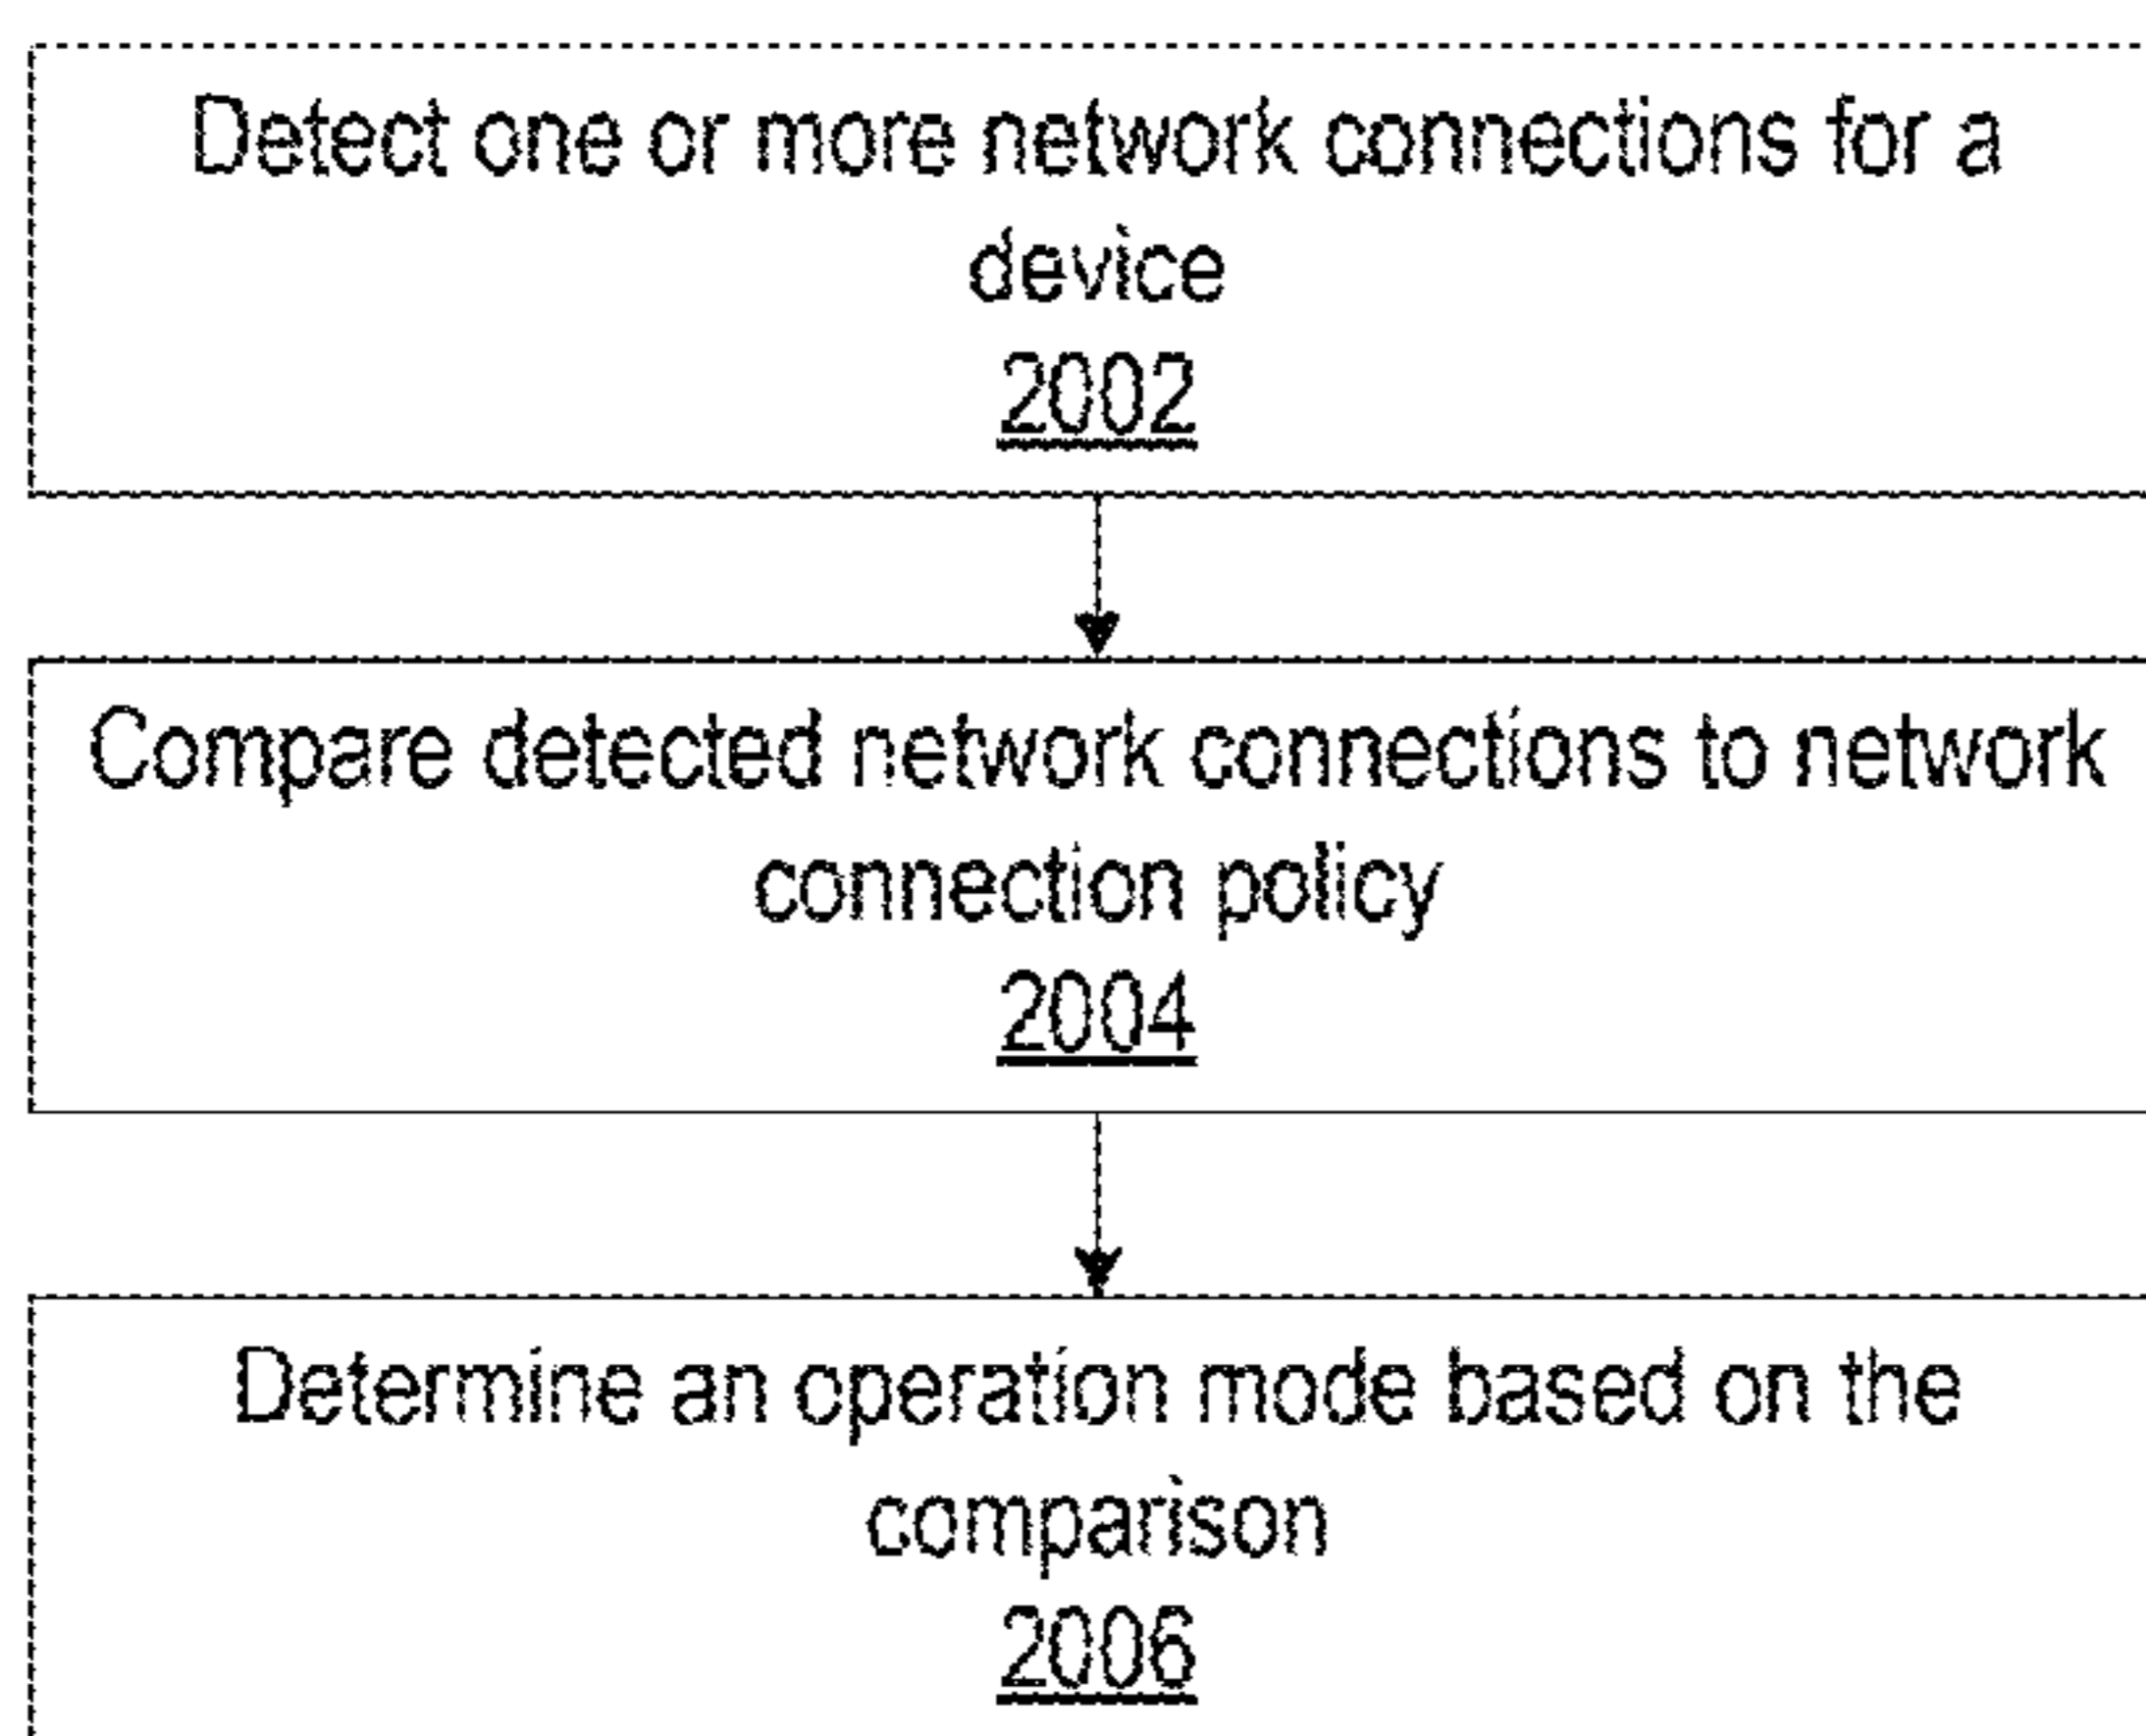 Detect one or more network connections for a
device
2002
Compare detected network connections to network
connection policy
2004
Determine an operation mode based on the
comparison
2006